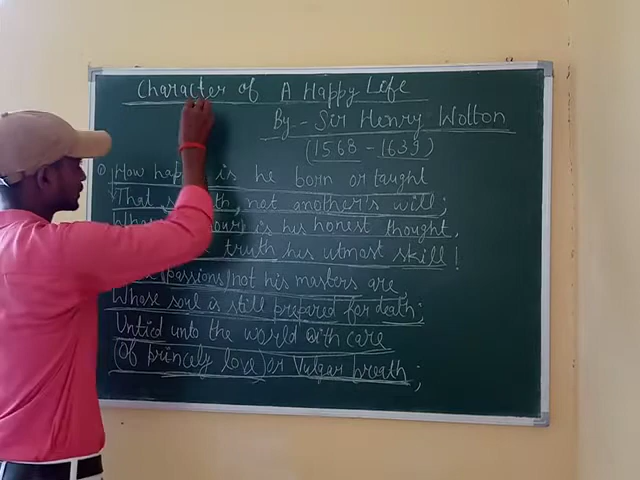 Character of A Happy Life
By :- Sir Henry Wolton
(1568 - 1639)
① How hap is he born or taught
That th, not another's will;
Whose is his honest thought,
truth his utmost skill!
(passions) not his masters are
Whose soul is still prepared for death;
Untied unto the world with care
(Of princely love) or Vulgar breath;